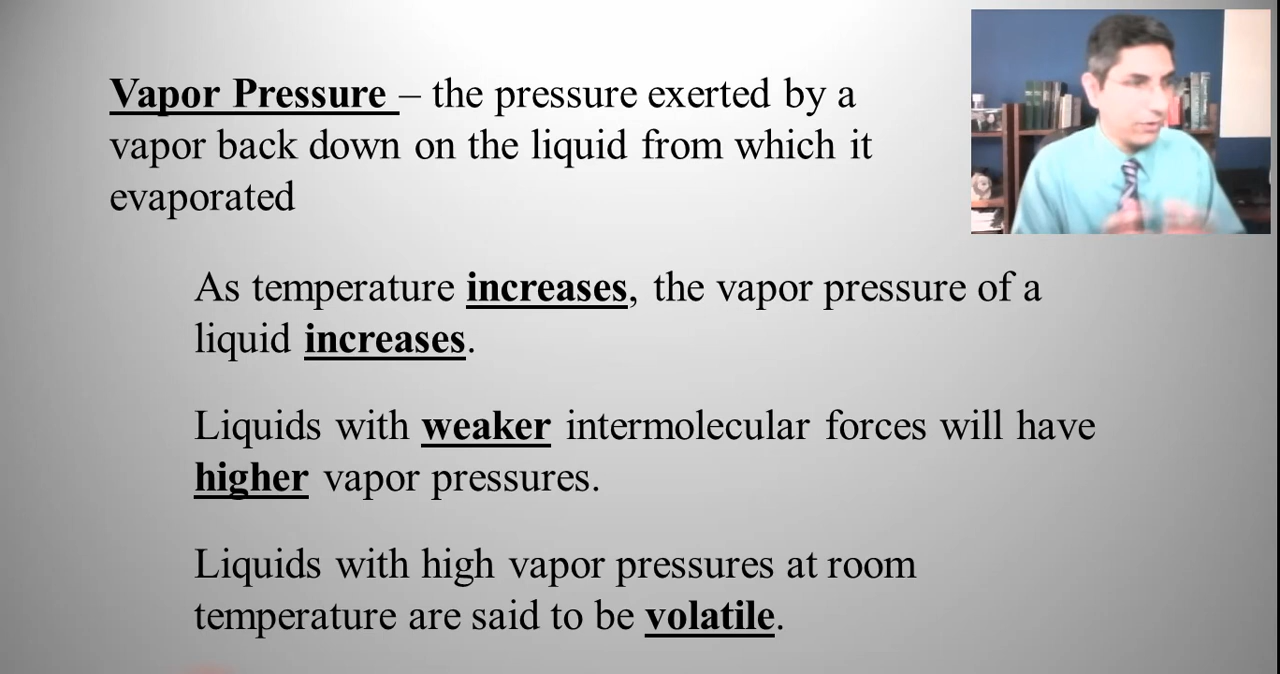 Vapor Pressure – the pressure exerted by a
vapor back down on the liquid from which it
evaporated
As temperature increases, the vapor pressure of a
liquid increases.
Liquids with weaker intermolecular forces will have
higher vapor pressures.
Liquids with high vapor pressures at room
temperature are said to be volatile.